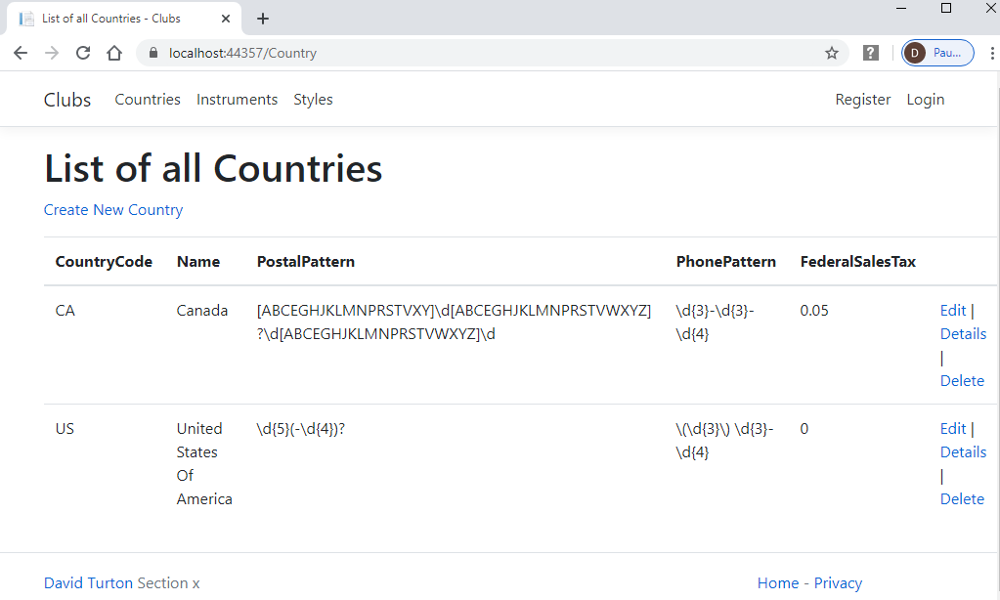 List of all Countries - Clubs
localhost:44357/Country
D Pau...
Clubs Countries Instruments Styles Register Login
List of all Countries
Create New Country
CountryCode Name PostalPattern PhonePattern FederalSalesTax
CA Canada [ABCEGHJKLMNPRSTVXY]\d[ABCEGHJKLMNPRSTVWXYZ] \d{3}-\d{3}- 0.05 Edit |
?\d[ABCEGHJKLMNPRSTVWXYZ]\d \d{4} Details
|
Delete
US United \d{5}(-\d{4})? \(\d{3}\) \d{3}- 0 Edit |
States \d{4} Details
Of |
America Delete
David Turton Section x Home - Privacy